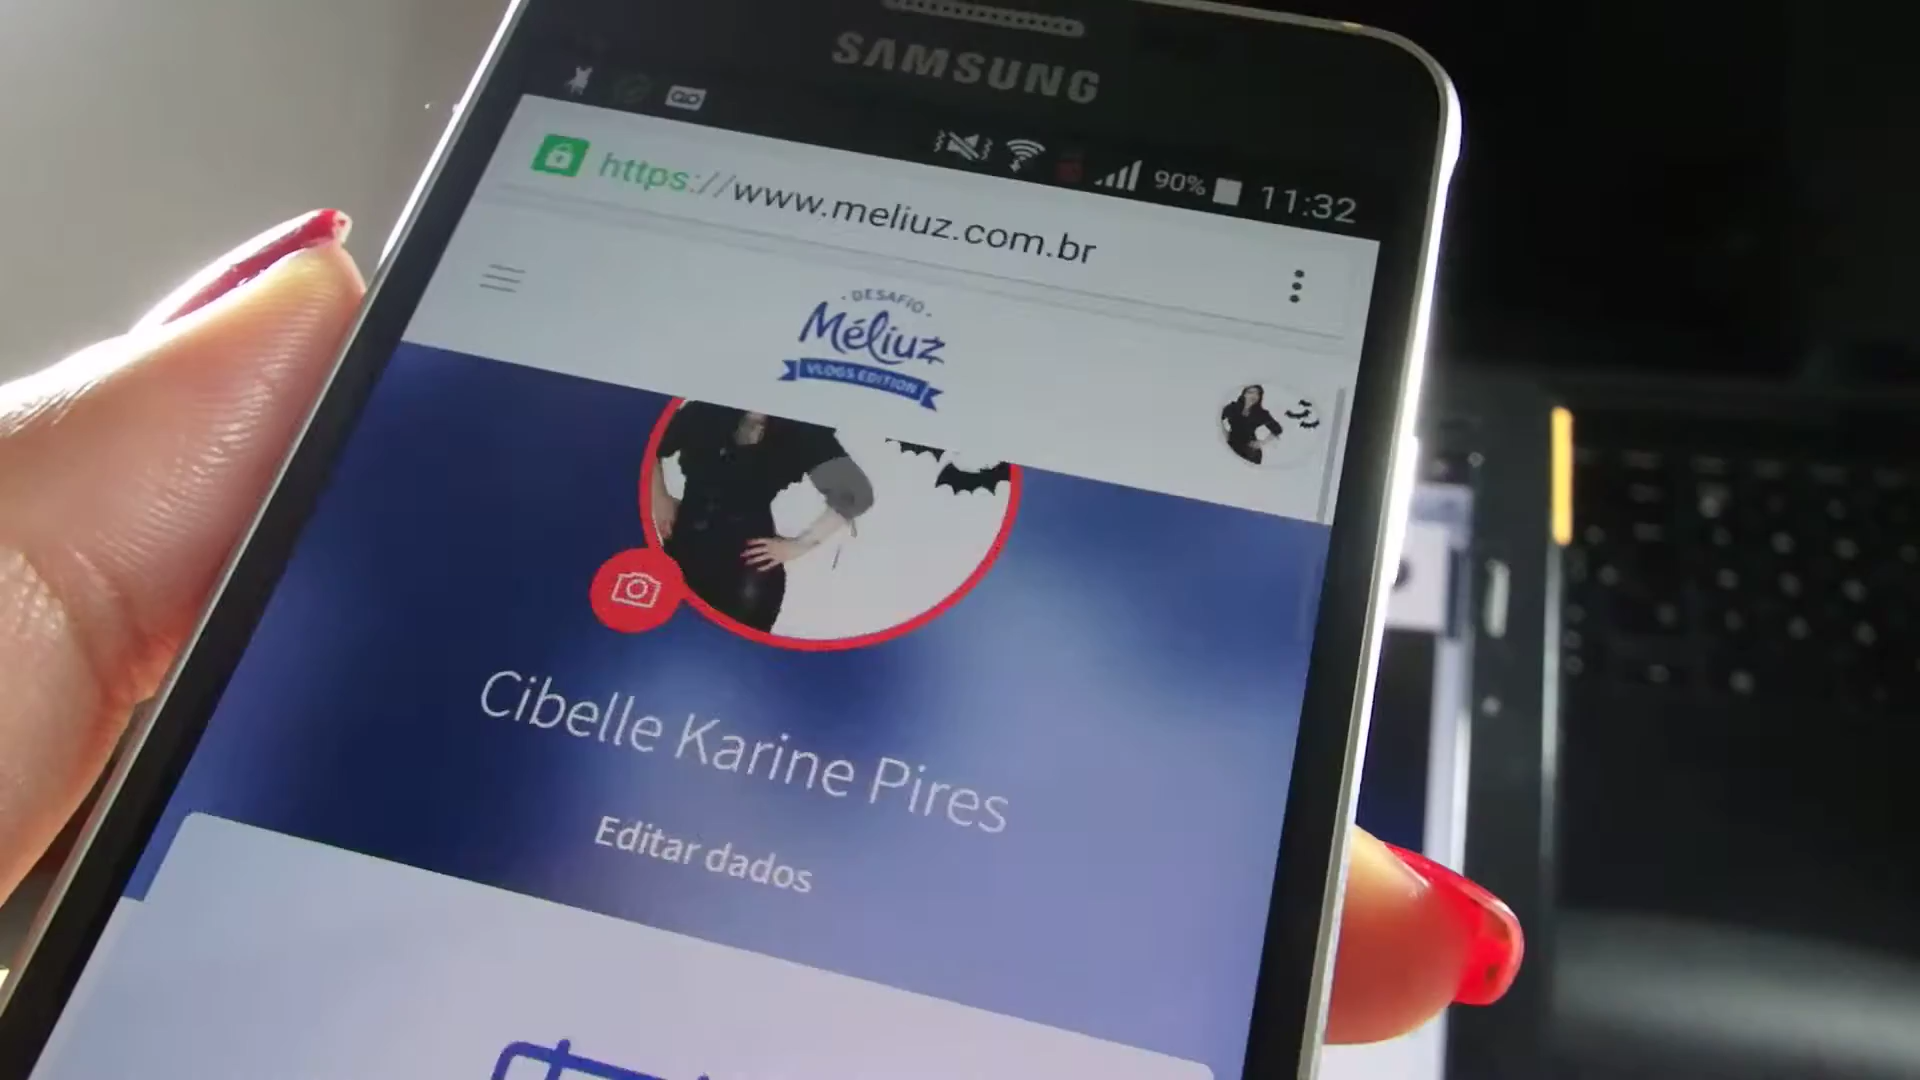 SAMSUNG
90% 11:32
https://www.meliuz.com.br
DESAFIO
Méliuz
VLOGS EDITION
Cibelle Karine Pires
Editar dados